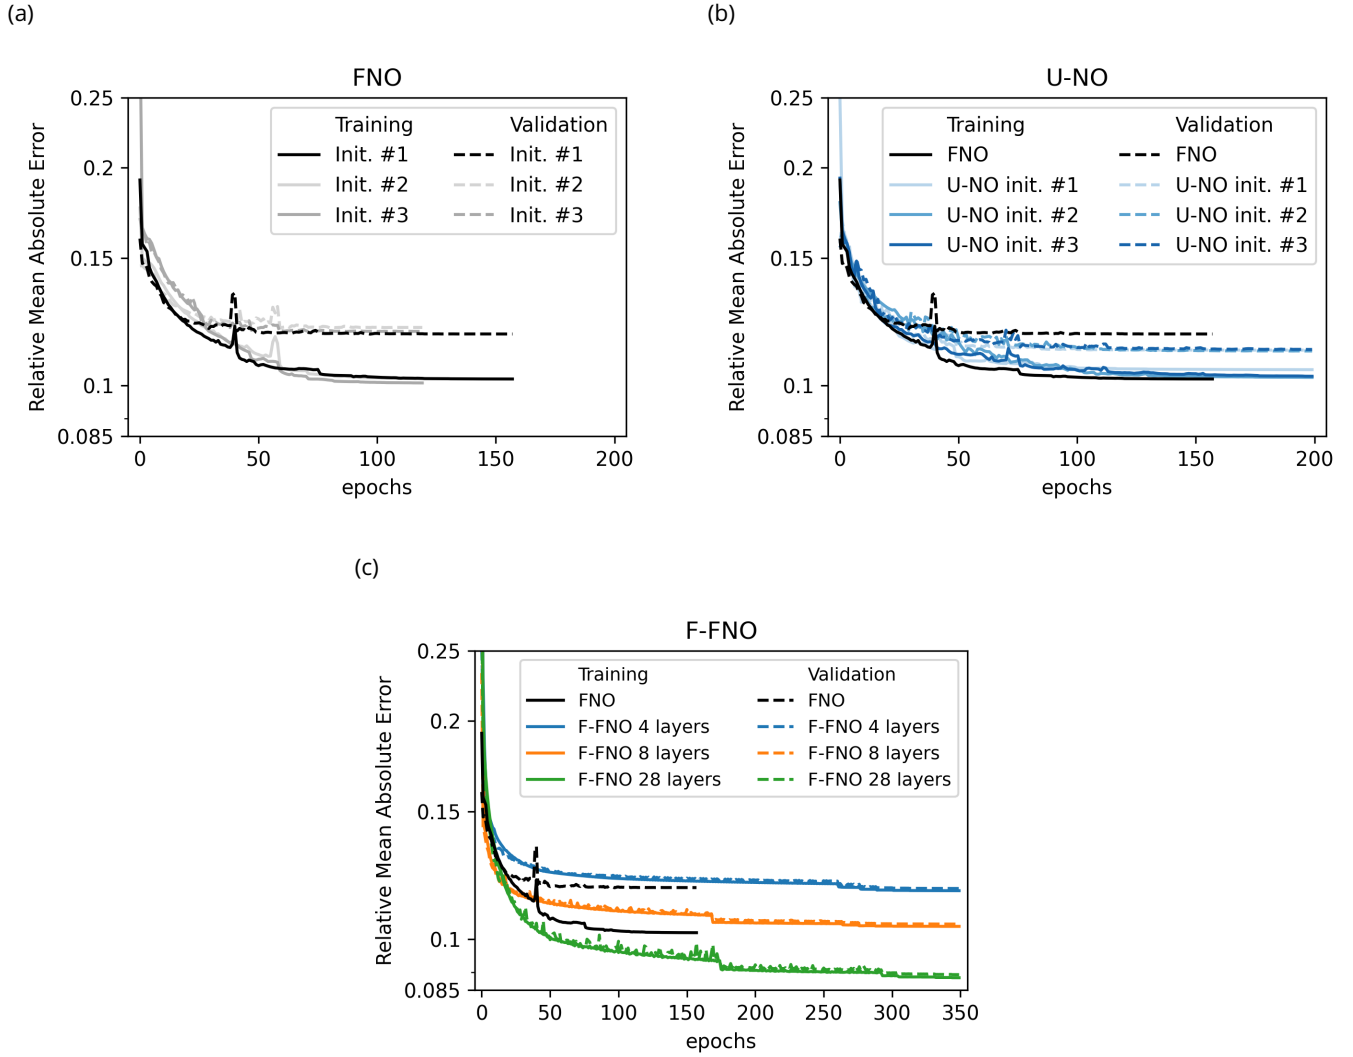 (a)
FNO
Relative Mean Absolute Error
0.25
0.2
0.15
0.1
0.085
Training Validation
Init. #1 Init. #1
Init. #2 Init. #2
Init. #3 Init. #3
0 50 100 150 200
epochs
(b)
U-NO
Relative Mean Absolute Error
0.25
0.2
0.15
0.1
0.085
Training Validation
FNO FNO
U-NO init. #1 U-NO init. #1
U-NO init. #2 U-NO init. #2
U-NO init. #3 U-NO init. #3
0 50 100 150 200
epochs
(c)
F-FNO
Relative Mean Absolute Error
0.25
0.2
0.15
0.1
0.085
Training Validation
FNO FNO
F-FNO 4 layers F-FNO 4 layers
F-FNO 8 layers F-FNO 8 layers
F-FNO 28 layers F-FNO 28 layers
0 50 100 150 200 250 300 350
epochs